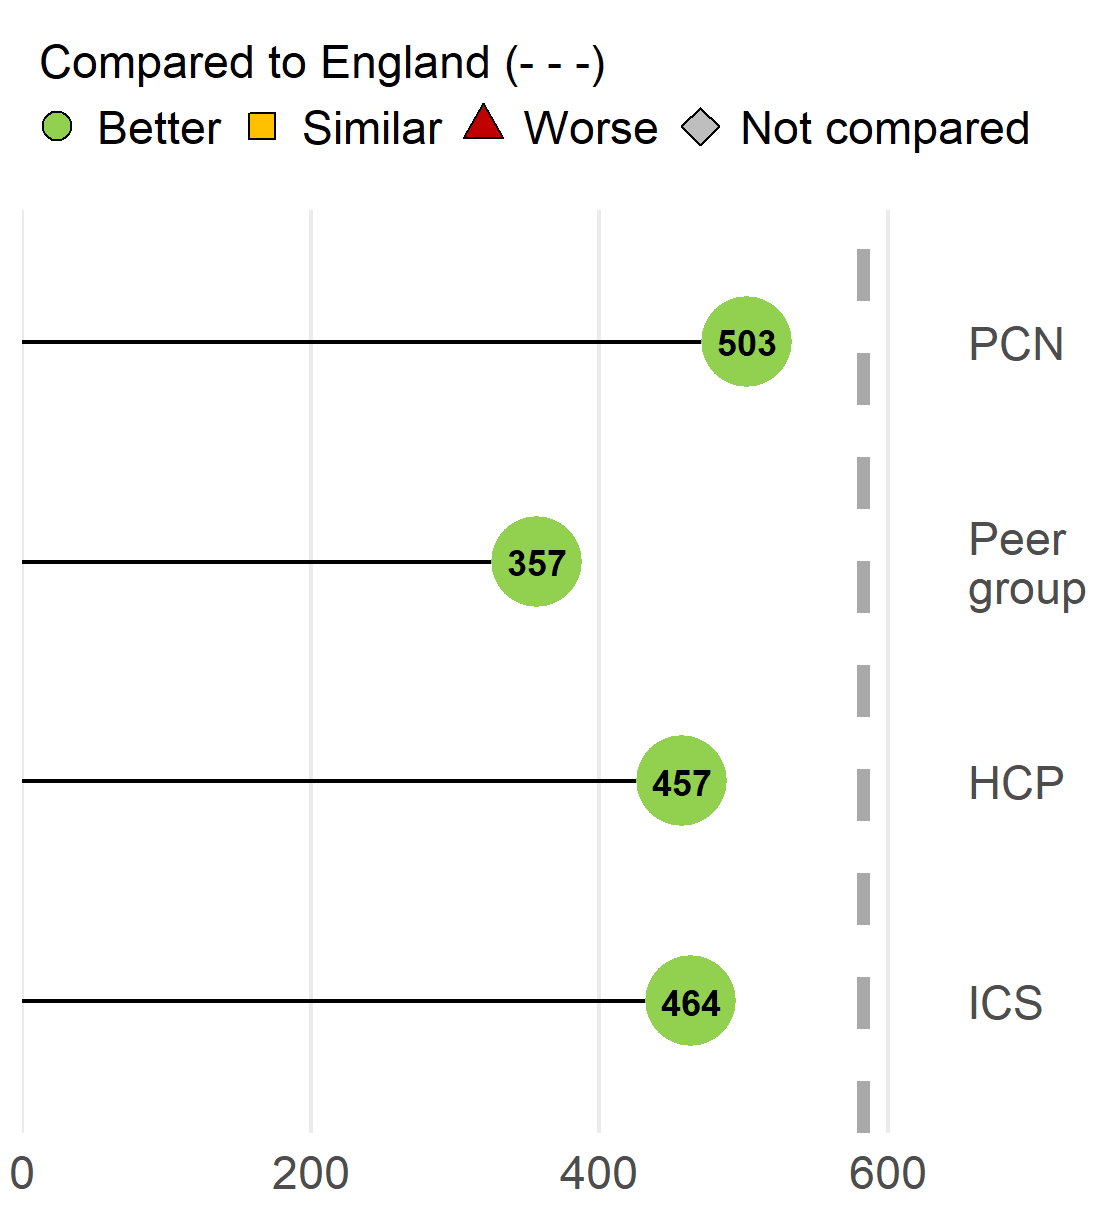 Compared to England (- - -)
Better Similar Worse Not compared
503 PCN
357 Peer
group
457 HCP
464 ICS
0 200 400 600